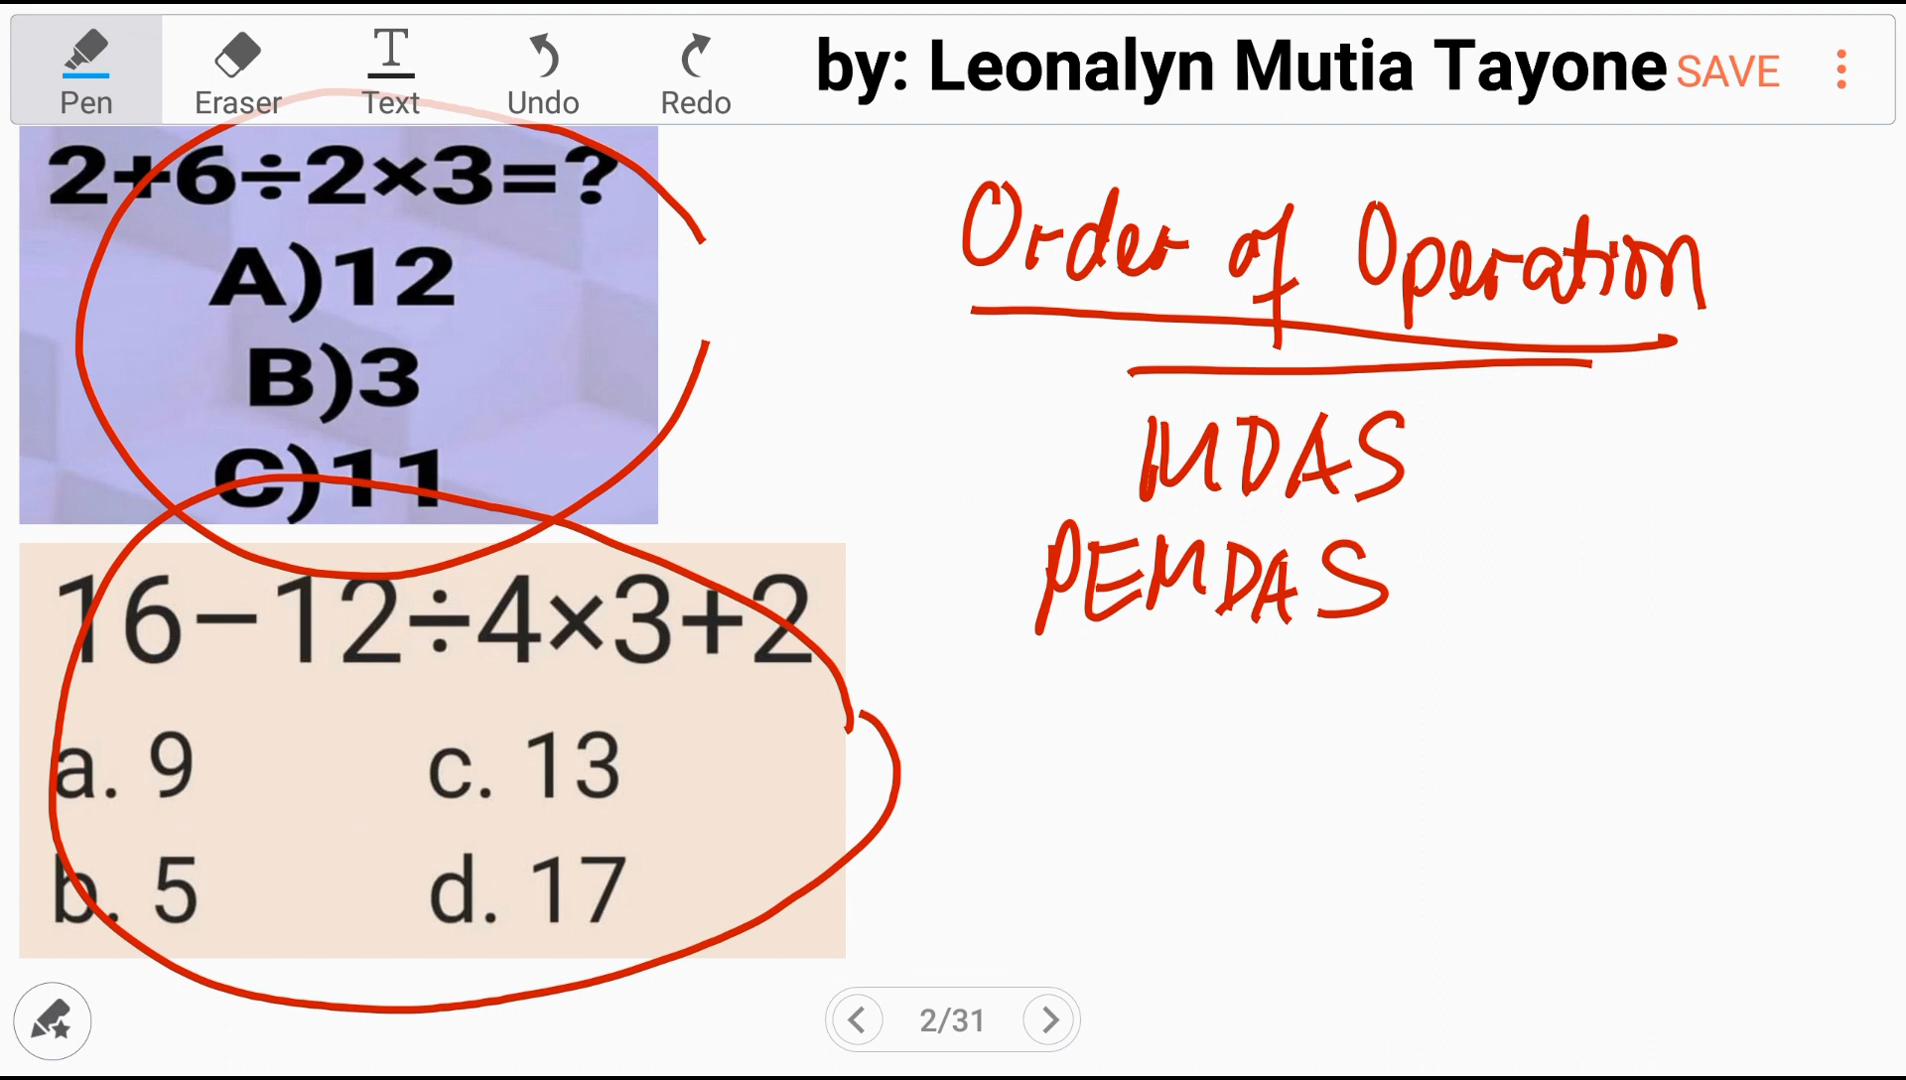 Pen Eraser Text Undo Redo by: Leonalyn Mutia Tayone SAVE
2+6÷2×3=?
A)12
B)3
C)11
Order of Operation
MDAS
PEMDAS
16−12÷4×3+2
a. 9 c. 13
b. 5 d. 17
2/31